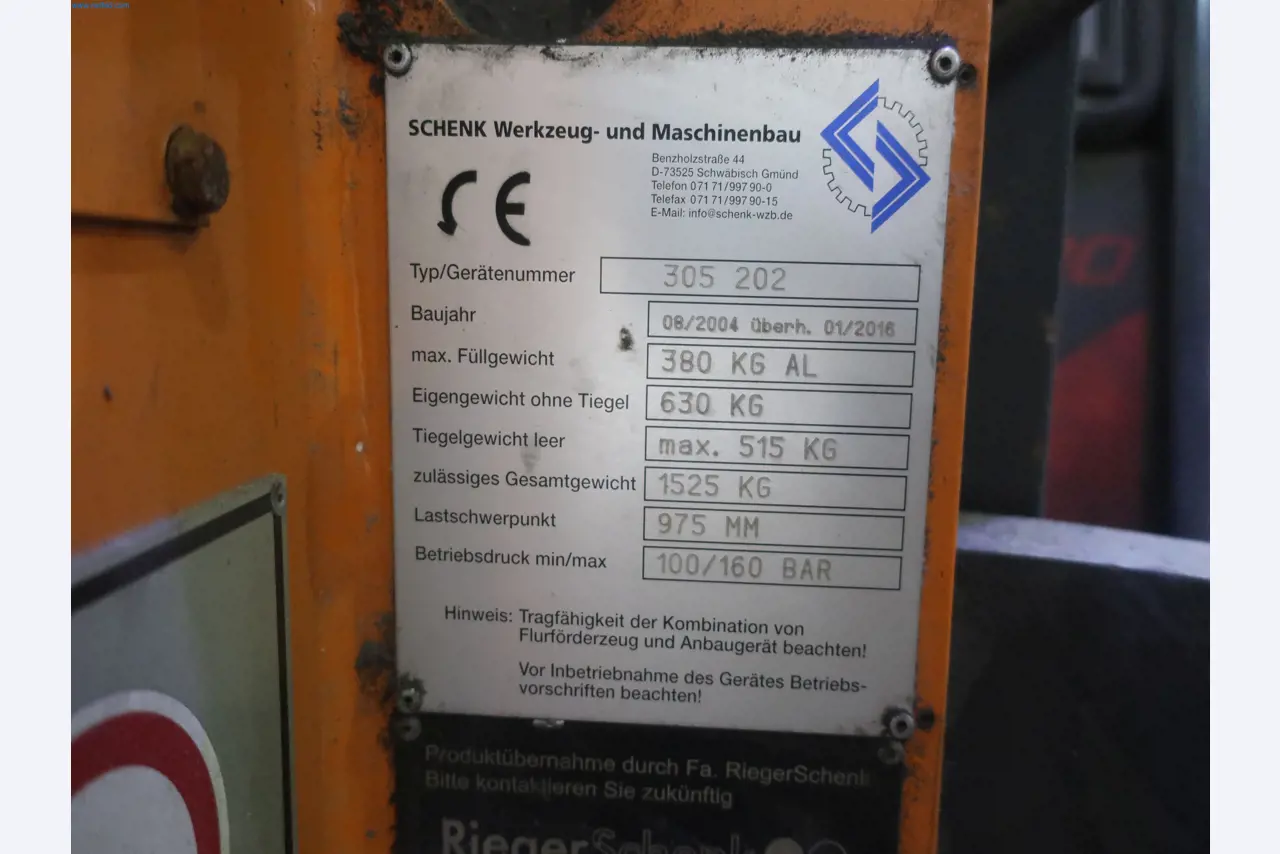 SCHENK Werkzeug- und Maschinenbau
Benzholzstraße 44
D-73525 Schwäbisch Gmünd
Telefon 071 71/997 90-0
Telefax 071 71/997 90-15
E-Mail: info@schenk-wzb.de
CE
Typ/Gerätenummer 305 202
Baujahr 08/2004 überh. 01/2016
max. Füllgewicht 380 KG AL
Eigengewicht ohne Tiegel 630 KG
Tiegelgewicht leer max. 515 KG
zulässiges Gesamtgewicht 1525 KG
Lastschwerpunkt 975 MM
Betriebsdruck min/max 100/160 BAR
Hinweis: Tragfähigkeit der Kombination von
Flurförderzeug und Anbaugerät beachten!
Vor Inbetriebnahme des Gerätes Betriebs-
vorschriften beachten!
Produktübernahme durch Fa. RiegerSchenk
Bitte kontaktieren Sie zukünftig
RiegerSchenk